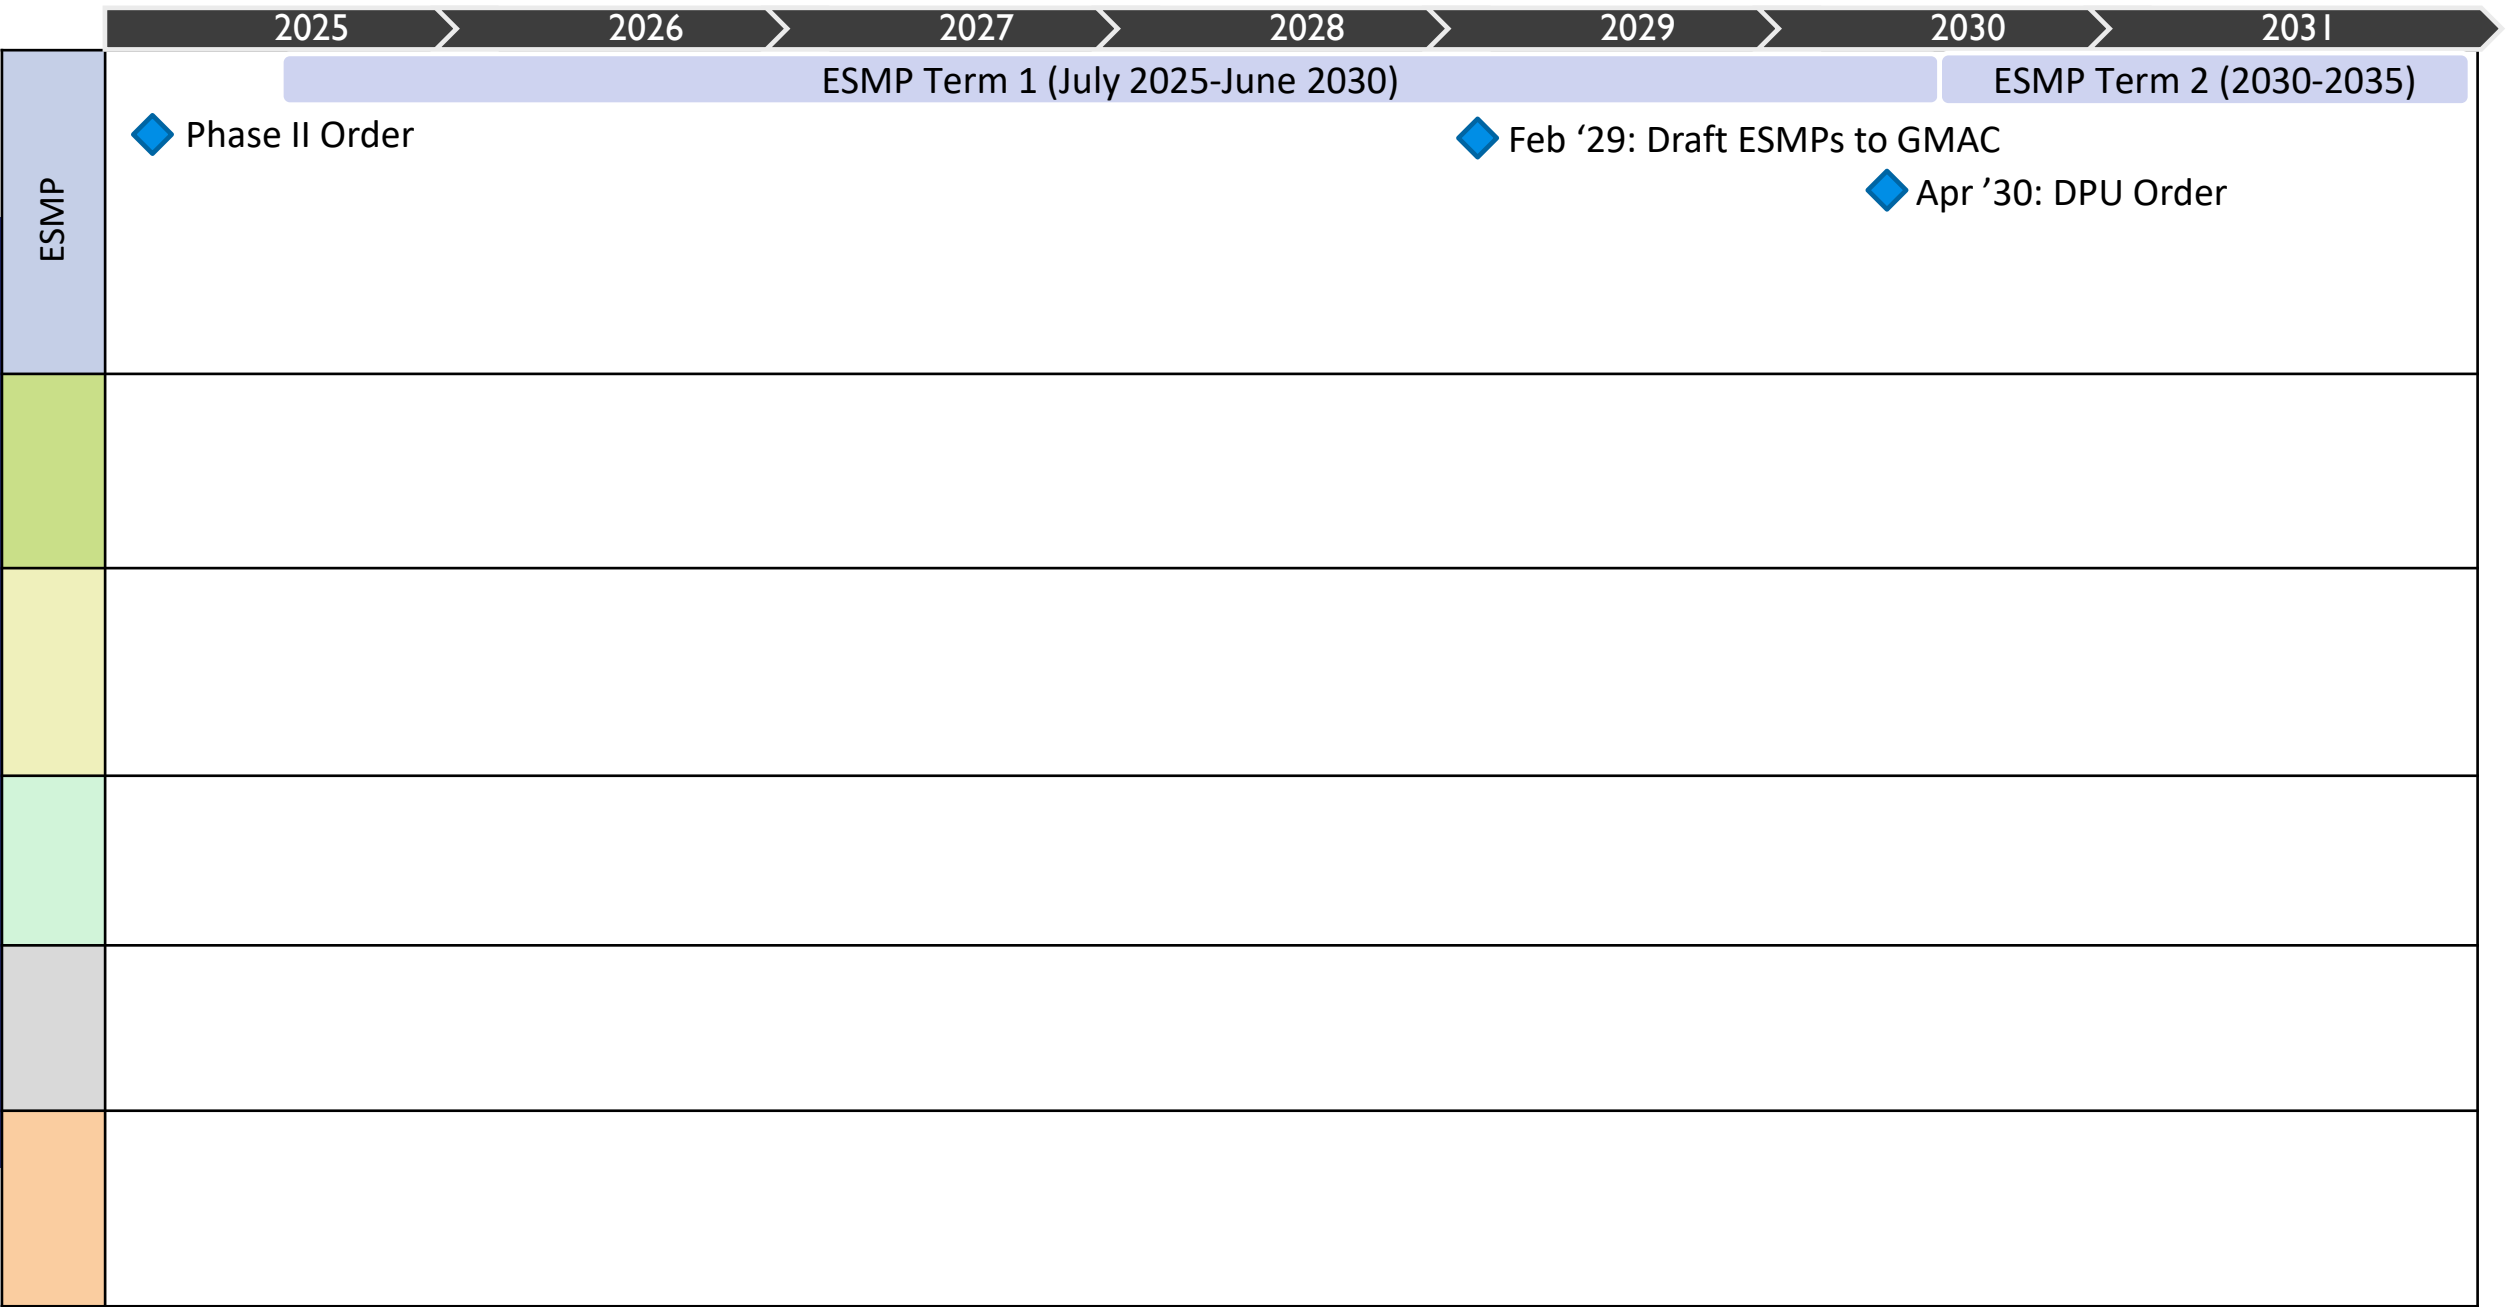 2025 2026 2027 2028 2029 2030 2031
ESMP Term 1 (July 2025-June 2030) ESMP Term 2 (2030-2035)
ESMP
Phase II Order
Feb ‘29: Draft ESMPs to GMAC
Apr ’30: DPU Order